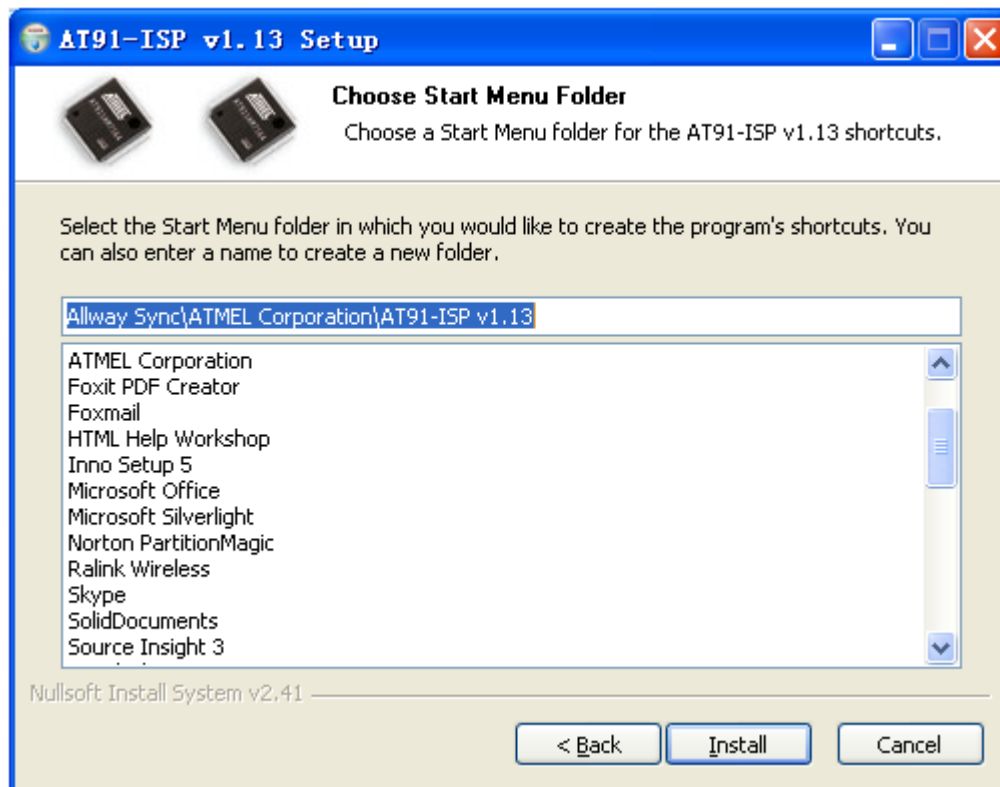 AT91-ISP v1.13 Setup
Choose Start Menu Folder
Choose a Start Menu folder for the AT91-ISP v1.13 shortcuts.
Select the Start Menu folder in which you would like to create the program's shortcuts. You
can also enter a name to create a new folder.
Allway Sync\ATMEL Corporation\AT91-ISP v1.13
ATMEL Corporation
Foxit PDF Creator
Foxmail
HTML Help Workshop
Inno Setup 5
Microsoft Office
Microsoft Silverlight
Norton PartitionMagic
Ralink Wireless
Skype
SolidDocuments
Source Insight 3
Nullsoft Install System v2.41
< Back
Install
Cancel